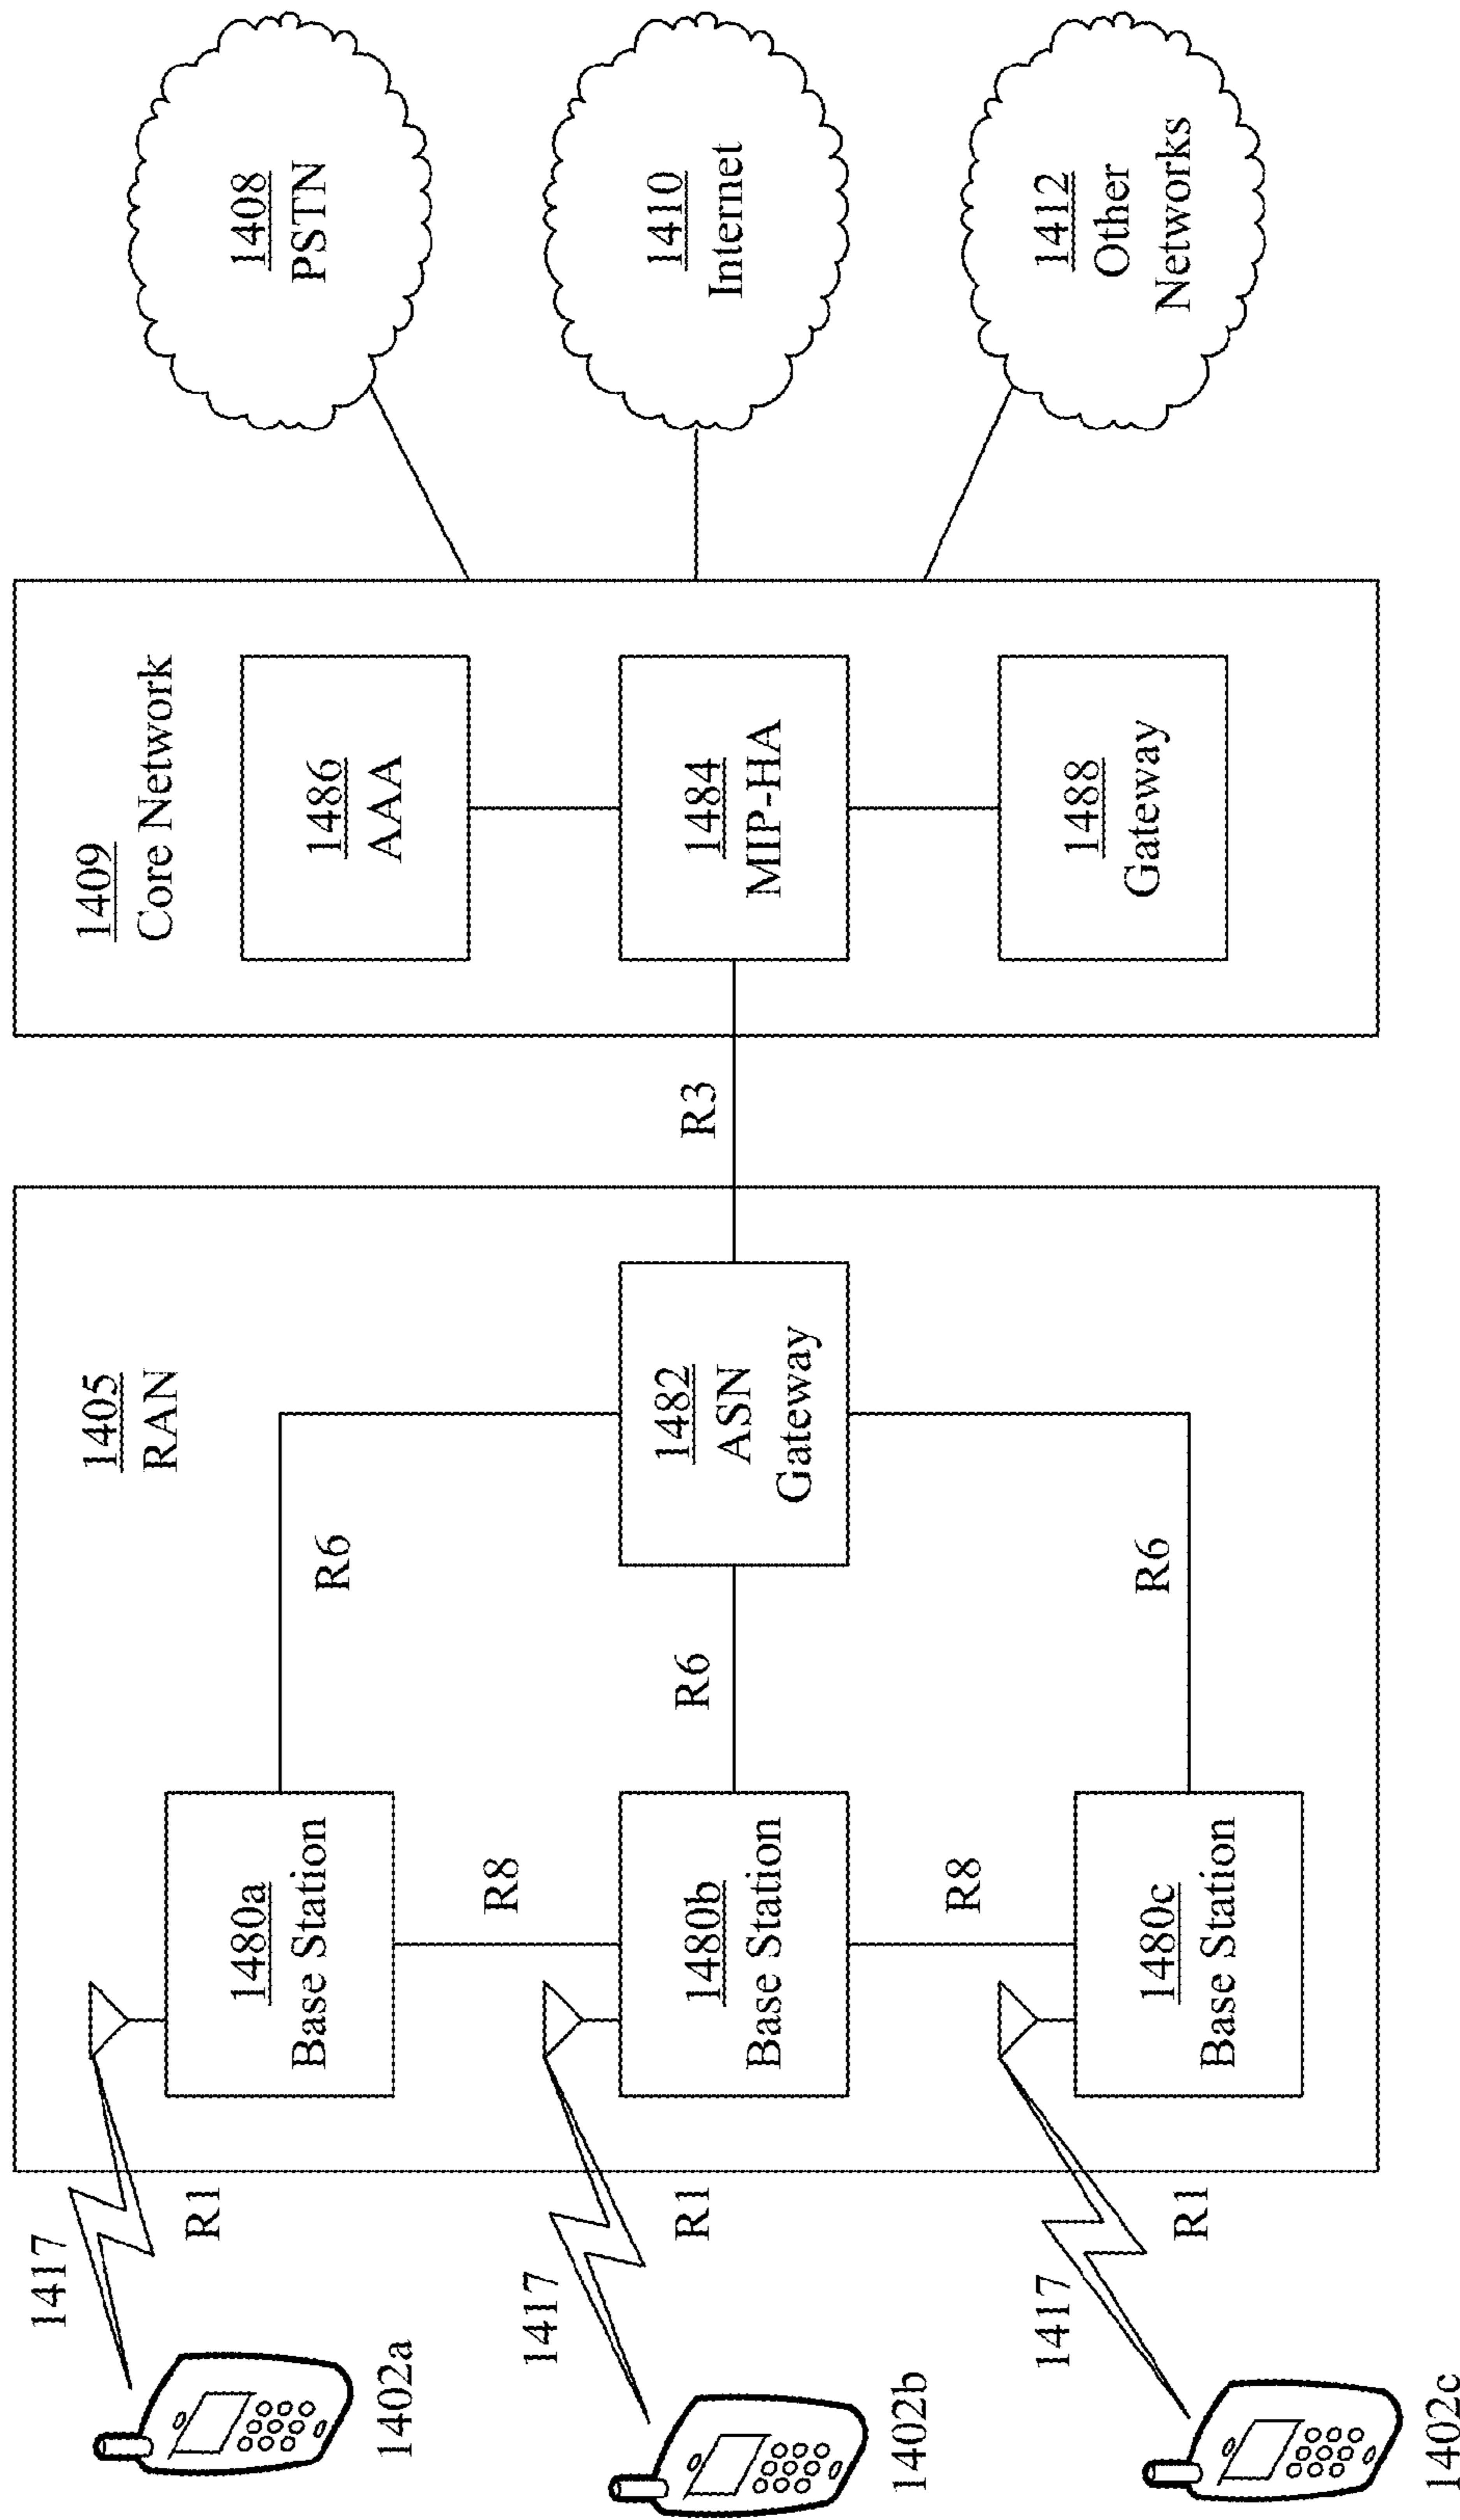 1402a
1417
R1
1402b
1417
R1
1402c
1417
R1
1405
RAN
1480a
Base Station
R8
1480b
Base Station
R8
1480c
Base Station
R6
R6
R6
1482
ASN
Gateway
R3
1409
Core Network
1486
AAA
1484
MIP-HA
1488
Gateway
1408
PSTN
1410
Internet
1412
Other
Networks